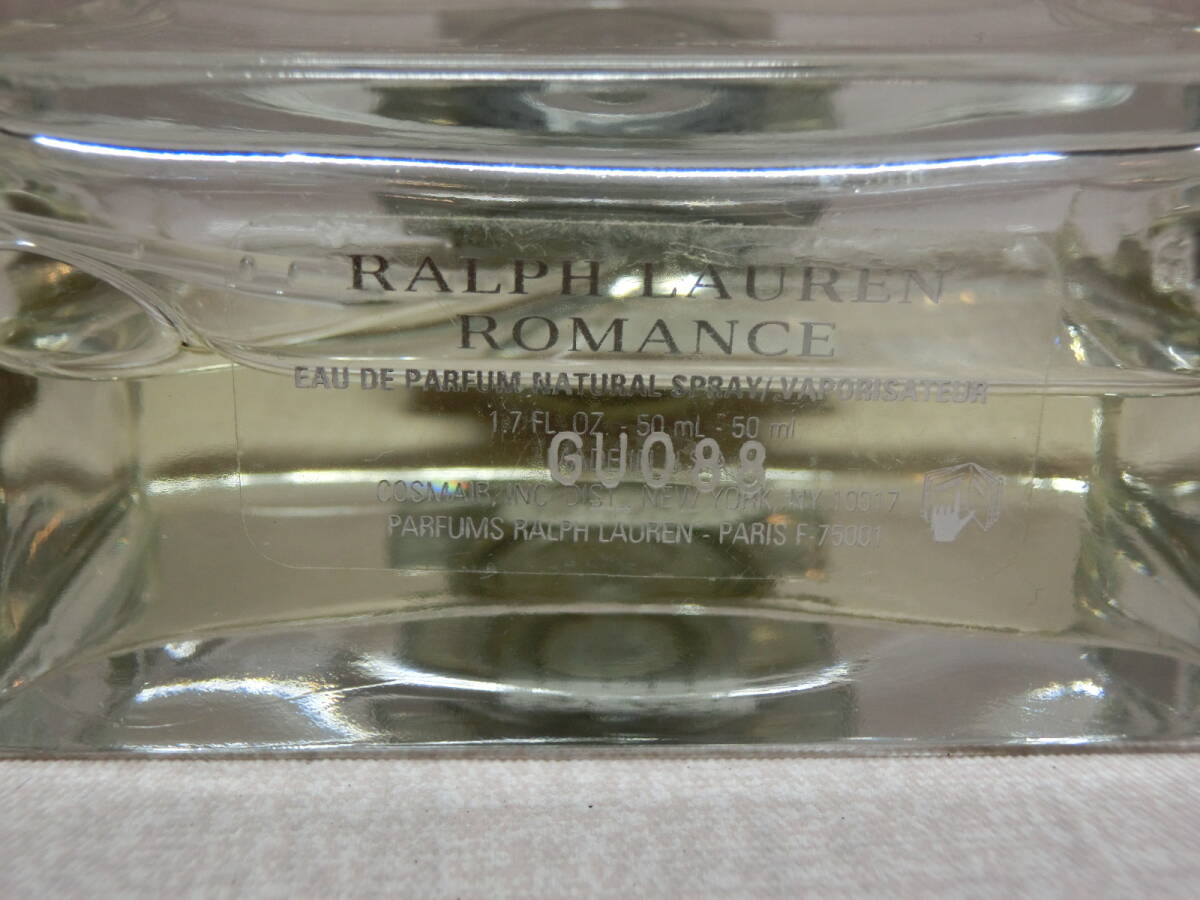 RALPH LAUREN
ROMANCE
EAU DE PARFUM NATURAL SPRAY/VAPORISATEUR
1.7 FL. OZ. - 50 mL - 50 ml
GU088
COSMAIR, INC. DIST., NEW YORK, NY 10017
PARFUMS RALPH LAUREN - PARIS F-75001